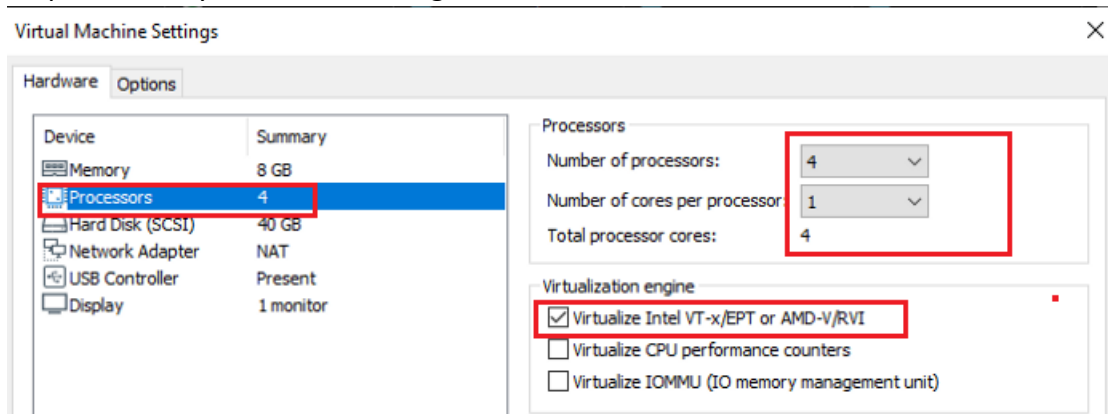 Virtual Machine Settings
Hardware Options
Device Summary
Memory 8 GB
Processors 4
Hard Disk (SCSI) 40 GB
Network Adapter NAT
USB Controller Present
Display 1 monitor
Processors
Number of processors: 4
Number of cores per processor: 1
Total processor cores: 4
Virtualization engine
Virtualize Intel VT-x/EPT or AMD-V/RVI
Virtualize CPU performance counters
Virtualize IOMMU (IO memory management unit)